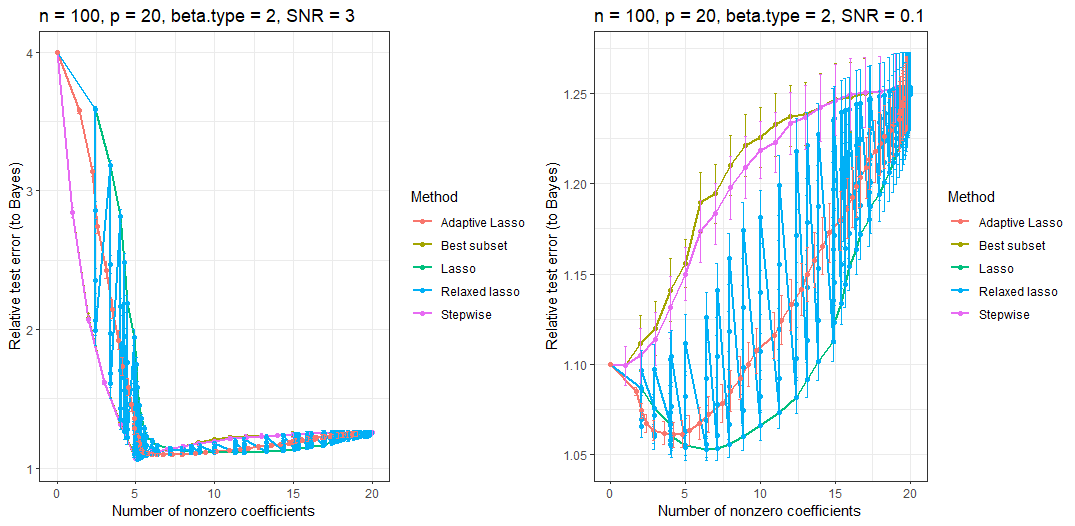 n = 100, p = 20, beta.type = 2, SNR = 3
Relative test error (to Bayes)
4
3
2
1
0
5
10
15
20
Number of nonzero coefficients
Method
Adaptive Lasso
Best subset
Lasso
Relaxed lasso
Stepwise
n = 100, p = 20, beta.type = 2, SNR = 0.1
Relative test error (to Bayes)
1.25
1.20
1.15
1.10
1.05
0
5
10
15
20
Number of nonzero coefficients
Method
Adaptive Lasso
Best subset
Lasso
Relaxed lasso
Stepwise